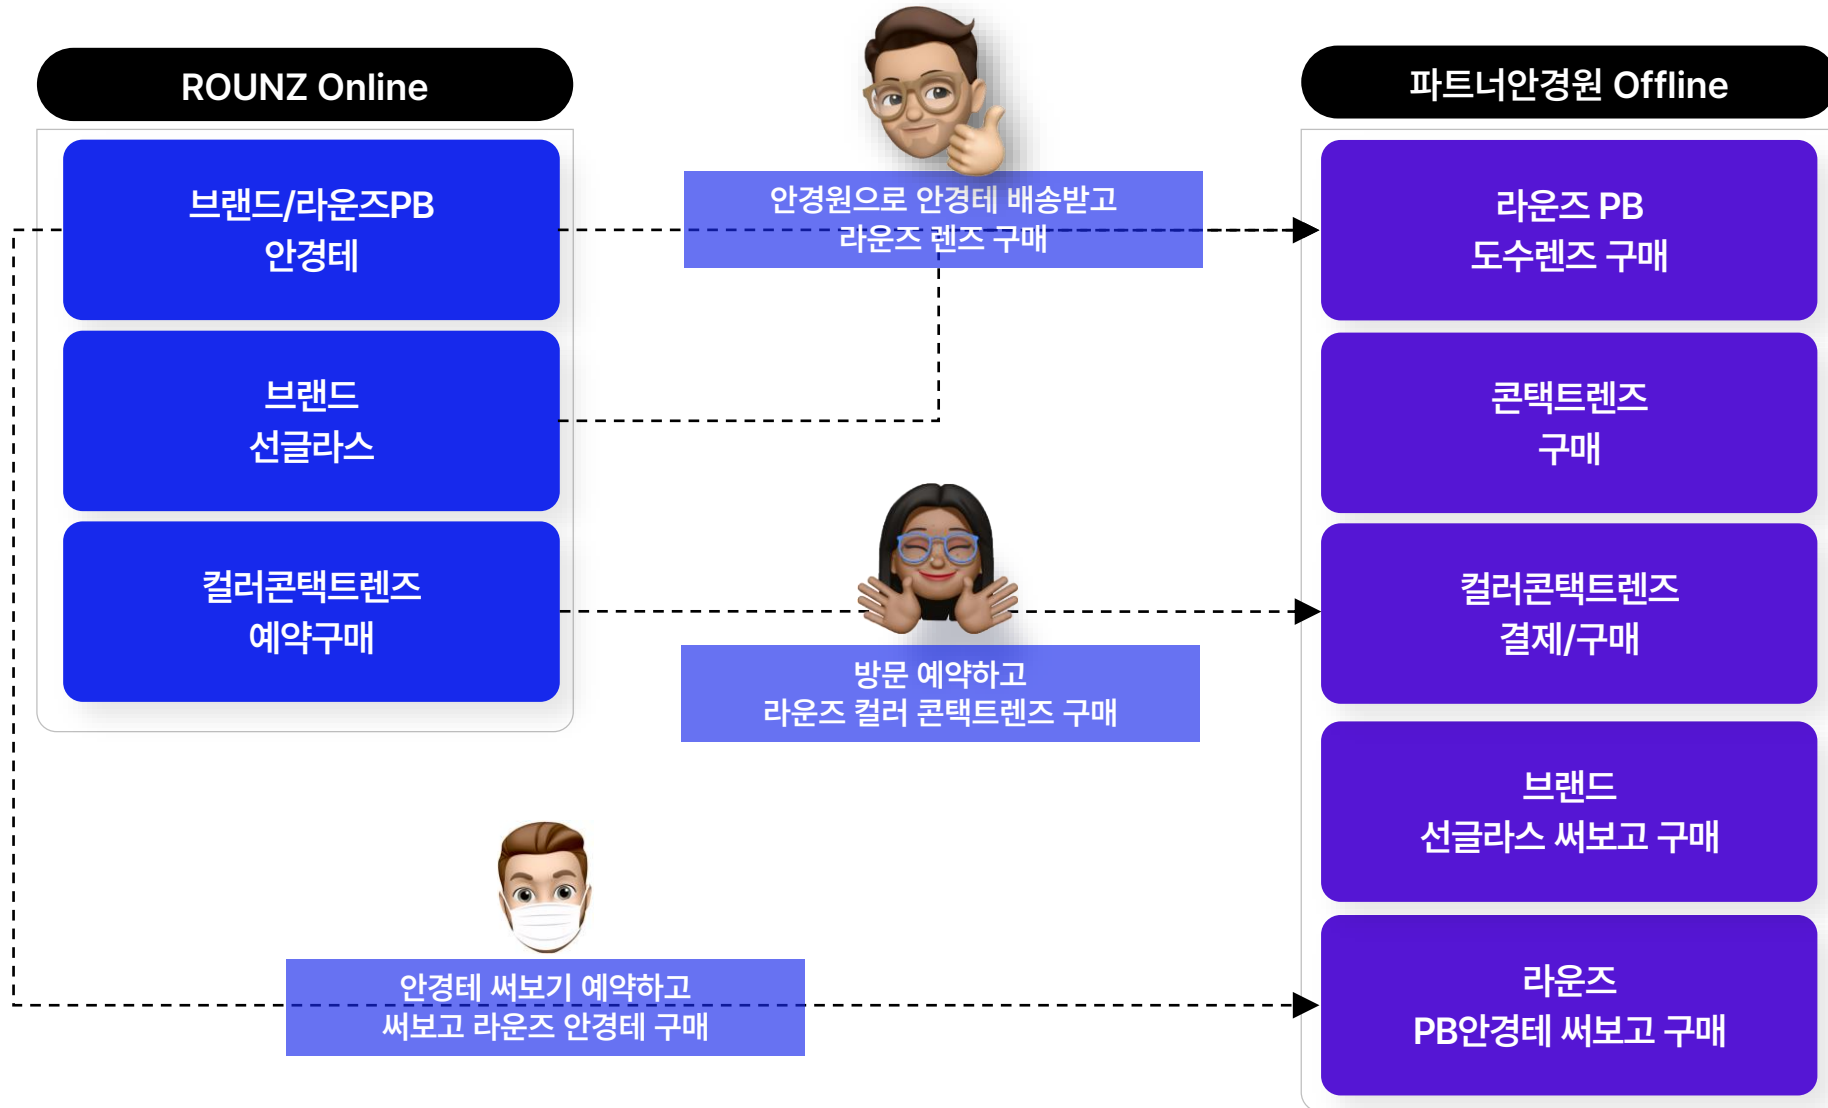 ROUNZ Online
브랜드/라운즈PB
안경테
브랜드
선글라스
컬러콘택트렌즈
예약구매
안경원으로 안경테 배송받고
라운즈 렌즈 구매
방문 예약하고
라운즈 컬러 콘택트렌즈 구매
안경테 써보기 예약하고
써보고 라운즈 안경테 구매
파트너안경원 Offline
라운즈 PB
도수렌즈 구매
콘택트렌즈
구매
컬러콘택트렌즈
결제/구매
브랜드
선글라스 써보고 구매
라운즈
PB안경테 써보고 구매